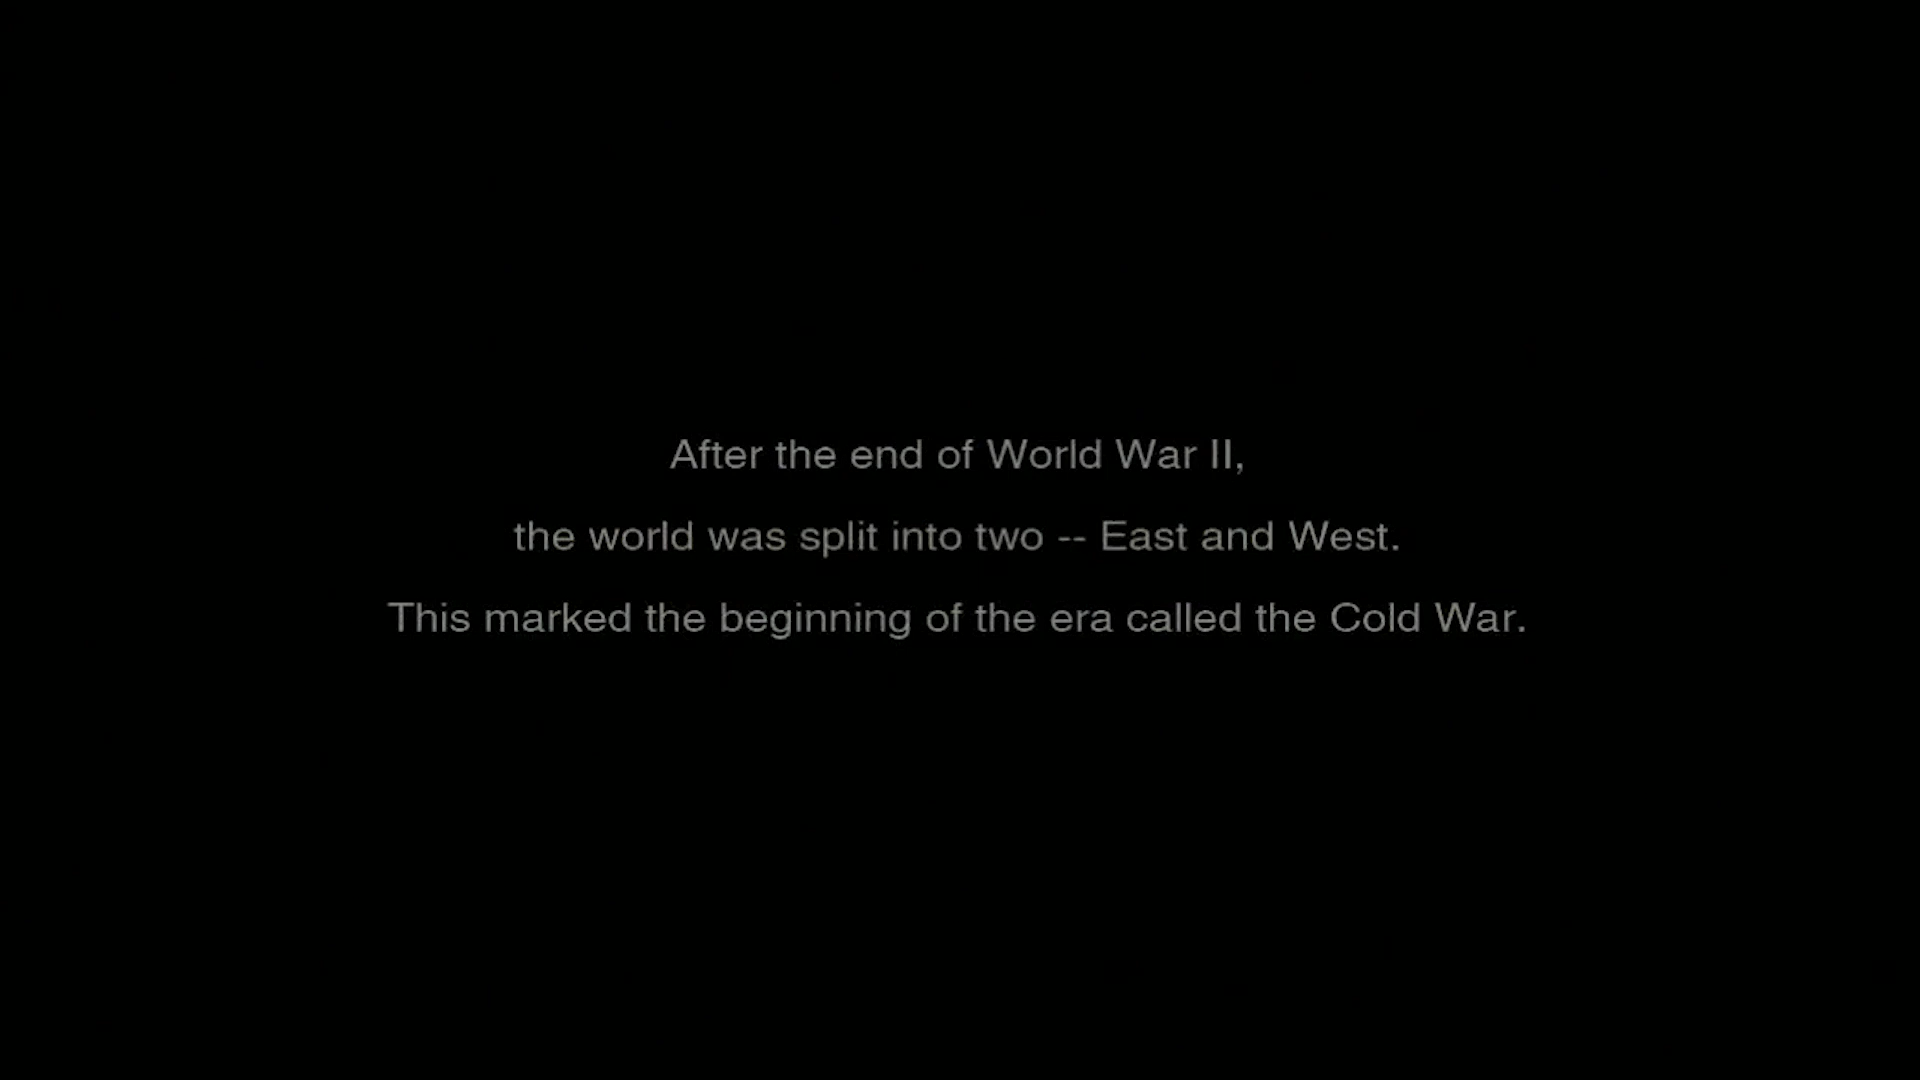 After the end of World War II,
the world was split into two -- East and West.
This marked the beginning of the era called the Cold War.